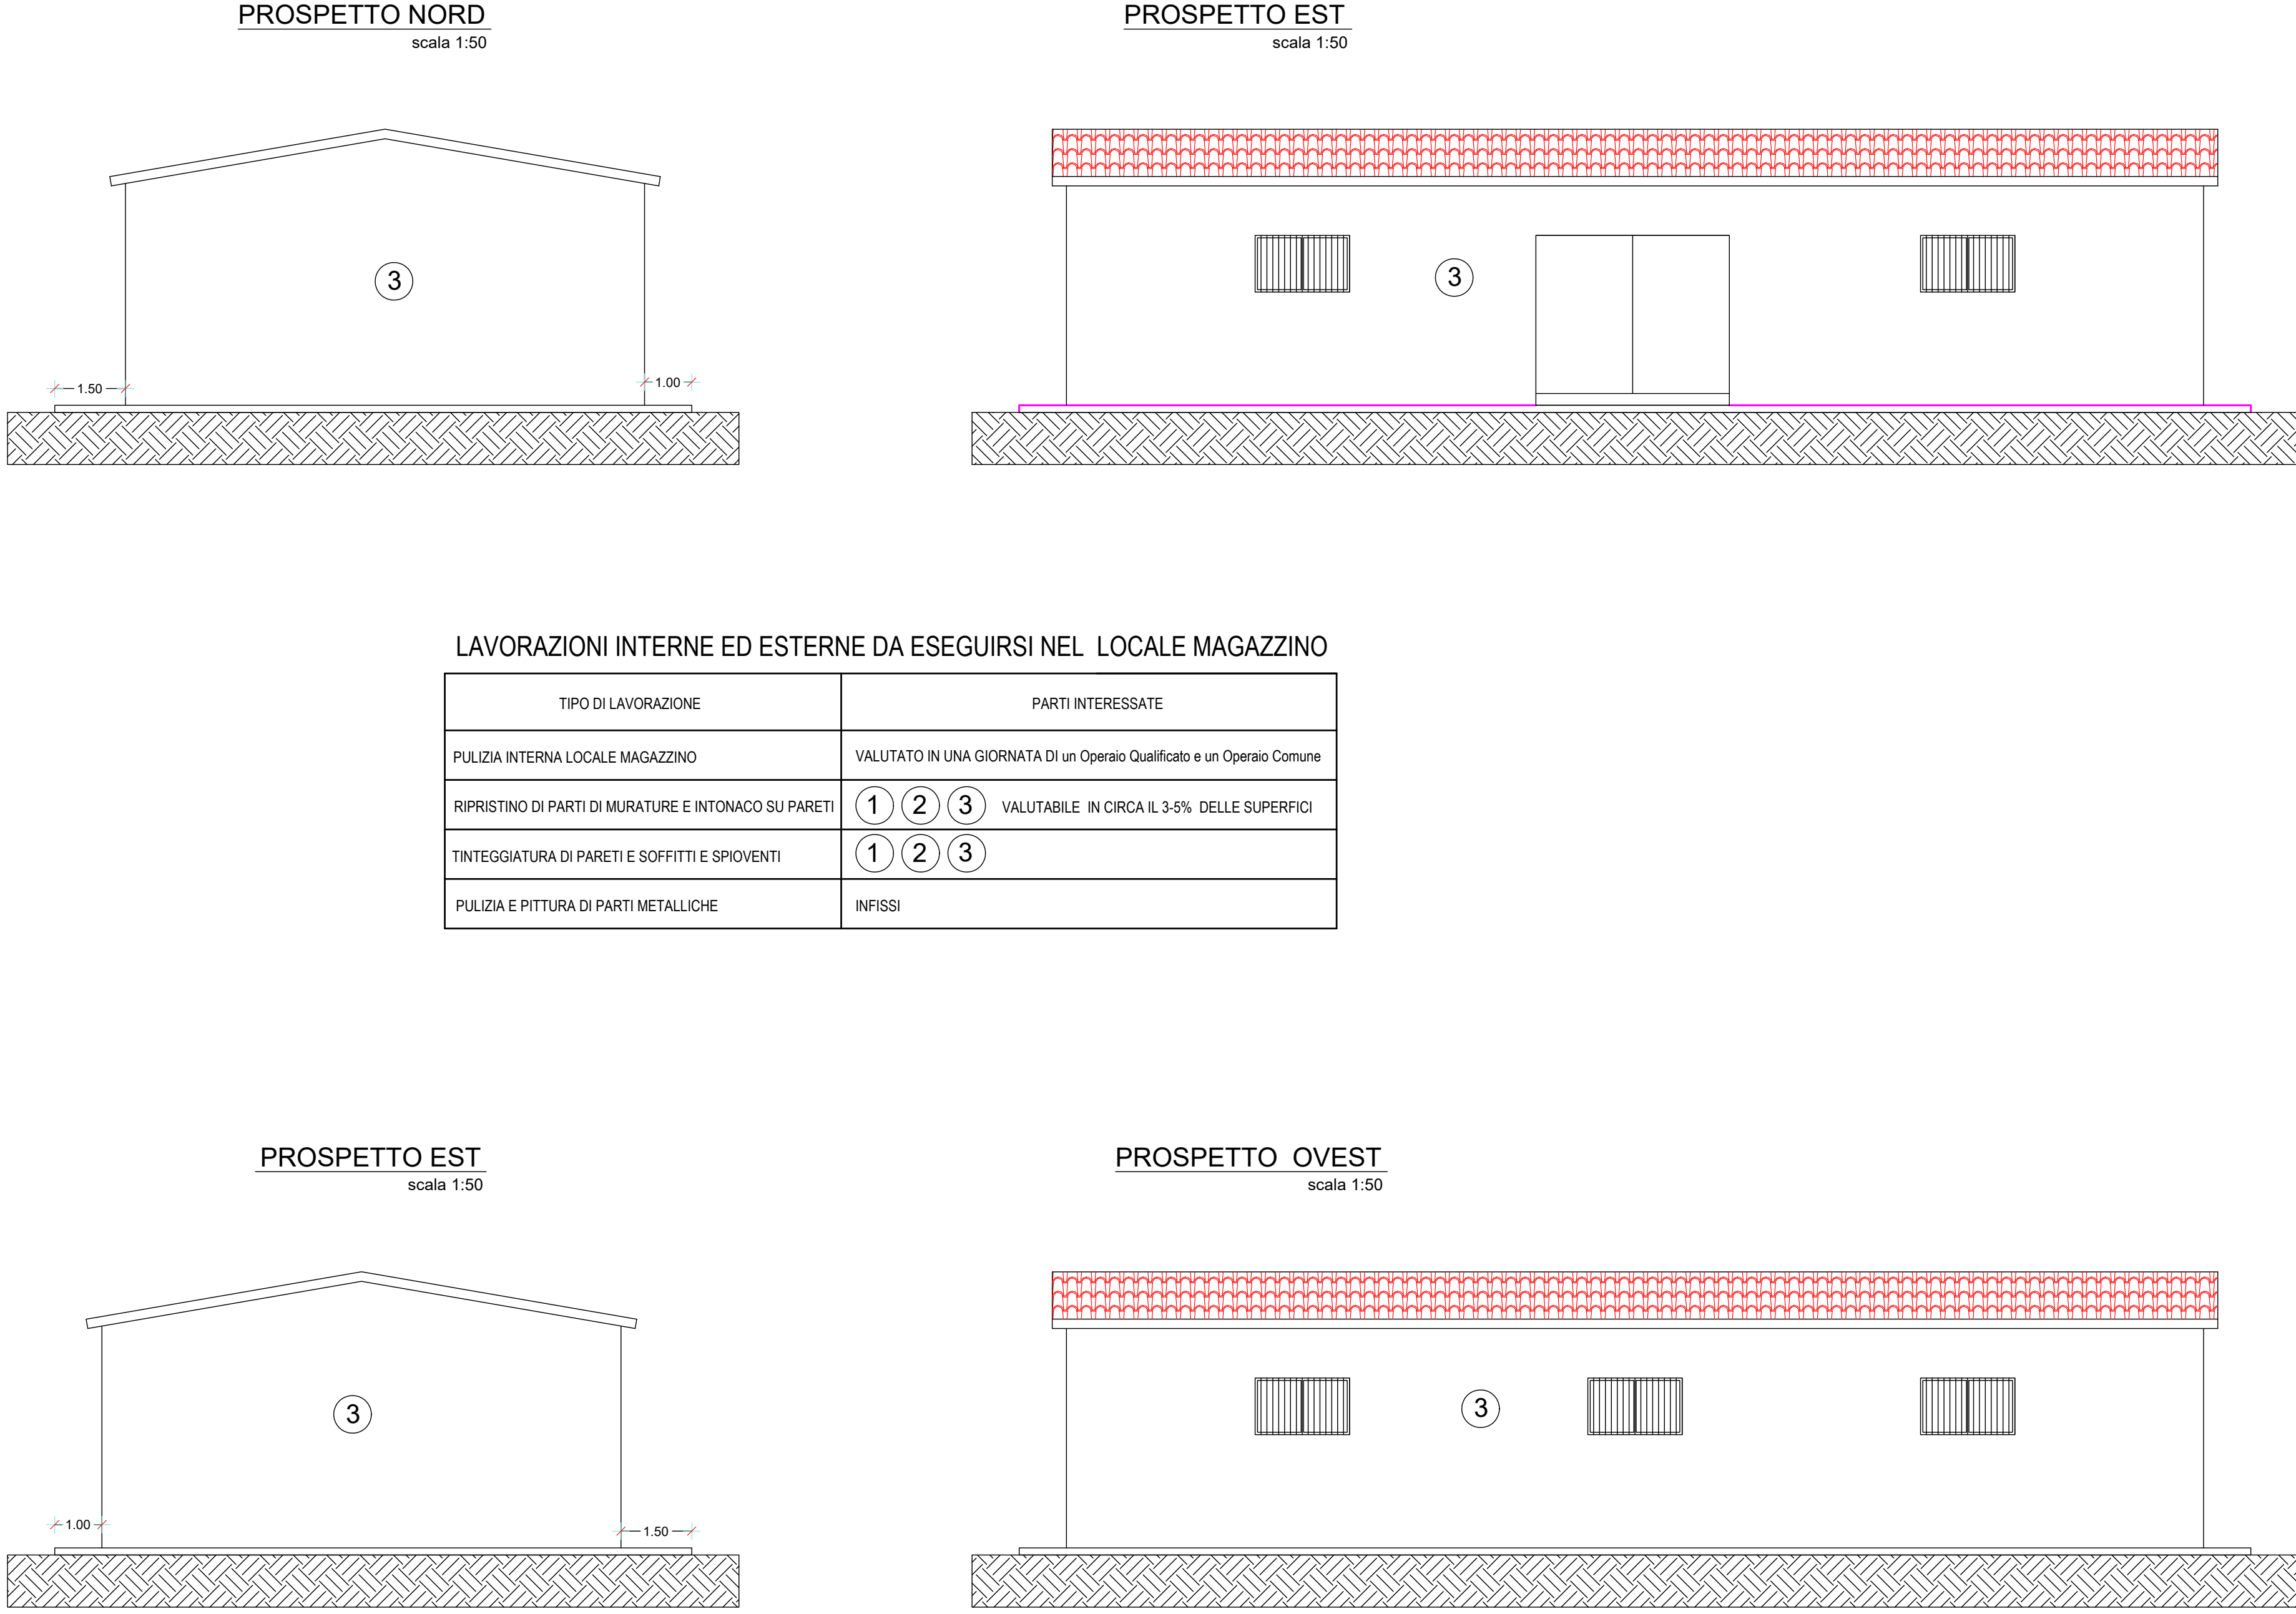 PROSPETTO NORD
scala 1:50
PROSPETTO EST
scala 1:50
3
3
1.50
1.00
LAVORAZIONI INTERNE ED ESTERNE DA ESEGUIRSI NEL LOCALE MAGAZZINO
TIPO DI LAVORAZIONE
PARTI INTERESSATE
PULIZIA INTERNA LOCALE MAGAZZINO
VALUTATO IN UNA GIORNATA DI un Operaio Qualificato e un Operaio Comune
RIPRISTINO DI PARTI DI MURATURE E INTONACO SU PARETI
1 2 3 VALUTABILE IN CIRCA IL 3-5% DELLE SUPERFICI
TINTEGGIATURA DI PARETI E SOFFITTI E SPIOVENTI
1 2 3
PULIZIA E PITTURA DI PARTI METALLICHE
INFISSI
PROSPETTO EST
scala 1:50
PROSPETTO OVEST
scala 1:50
3
3
1.00
1.50